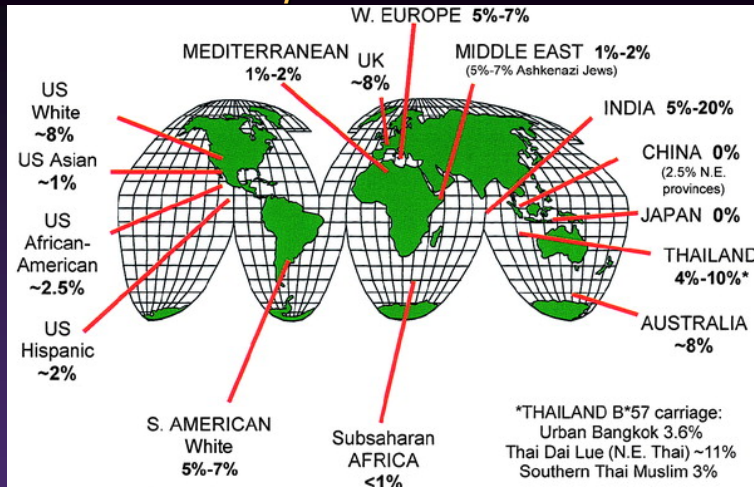 W. EUROPE 5%-7%
MEDITERRANEAN
1%-2%
UK
~8%
MIDDLE EAST 1%-2%
(5%-7% Ashkenazi Jews)
US
White
~8%
INDIA 5%-20%
US Asian
~1%
CHINA 0%
(2.5% N.E.
provinces)
JAPAN 0%
US
African-
American
~2.5%
THAILAND
4%-10%*
US
Hispanic
~2%
AUSTRALIA
~8%
S. AMERICAN
White
5%-7%
Subsaharan
AFRICA
<1%
*THAILAND B*57 carriage:
Urban Bangkok 3.6%
Thai Dai Lue (N.E. Thai) ~11%
Southern Thai Muslim 3%